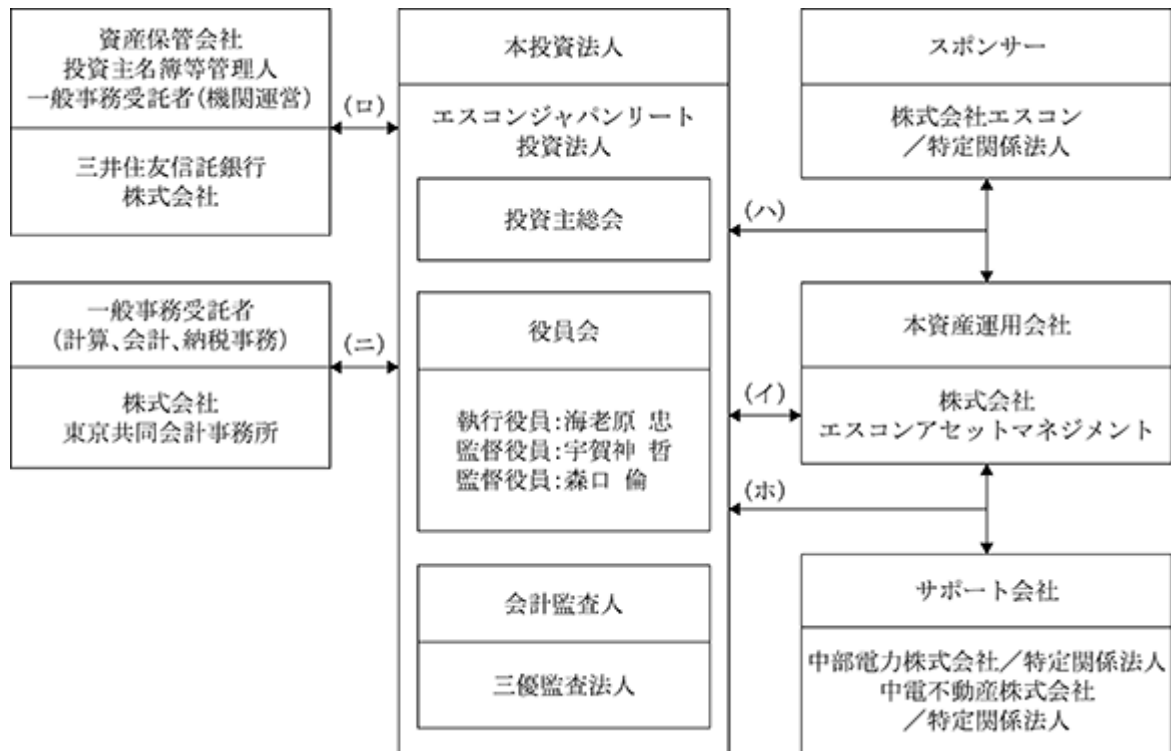 資産保管会社
投資主名簿等管理人
一般事務受託者(機関運営)
三井住友信託銀行
株式会社
(ロ)
一般事務受託者
(計算、会計、納税事務)
株式会社
東京共同会計事務所
(ニ)
本投資法人
エスコンジャパンリート
投資法人
投資主総会
役員会
執行役員:海老原 忠
監督役員:宇賀神 哲
監督役員:森口 倫
会計監査人
三優監査法人
(ハ)
(イ)
(ホ)
スポンサー
株式会社エスコン
/特定関係法人
本資産運用会社
株式会社
エスコンアセットマネジメント
サポート会社
中部電力株式会社/特定関係法人
中電不動産株式会社
/特定関係法人